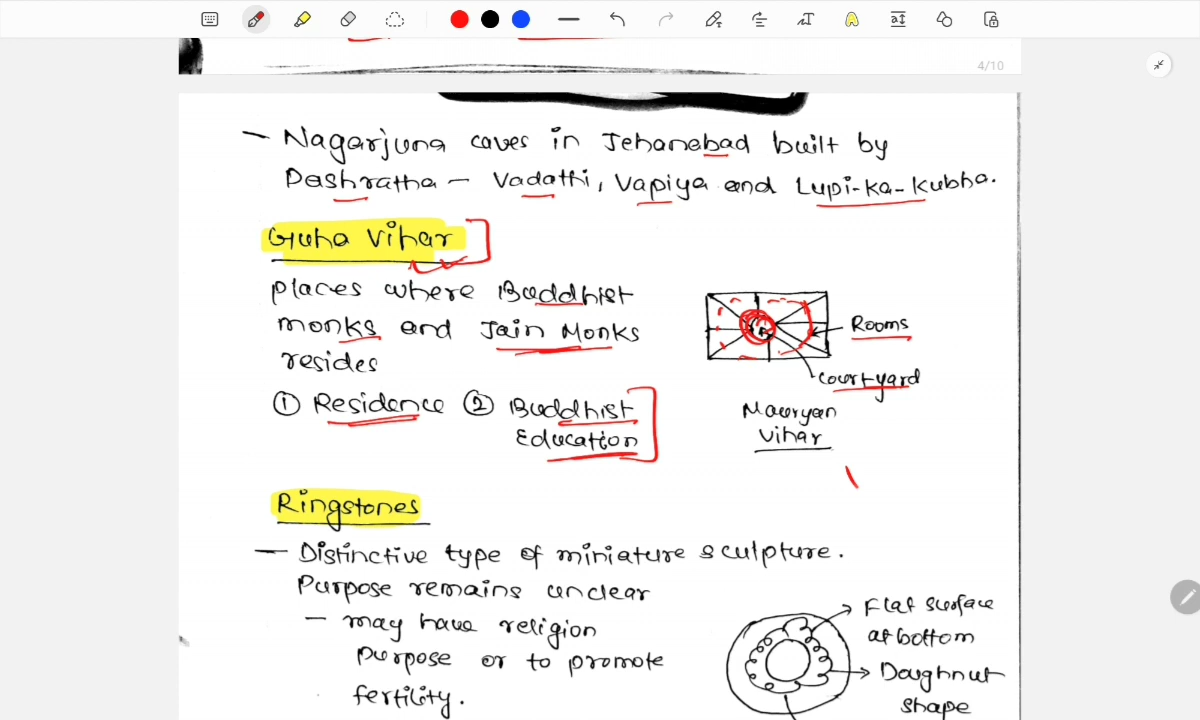 4/10
- Nagarjuna caves in Jehanabad built by
Dashratha - Vadathi, Vapiya and Lupi-ka-Kubha.
Guha Vihar
places where Buddhist
monks and Jain Monks
resides
① Residence ② Buddhist
Education
Rooms
courtyard
Mauryan
vihar
Ringstones
- Distinctive type of miniature sculpture.
Purpose remains unclear
- may have religion
purpose or to promote
fertility.
Flat surface
at bottom
Doughnut
shape